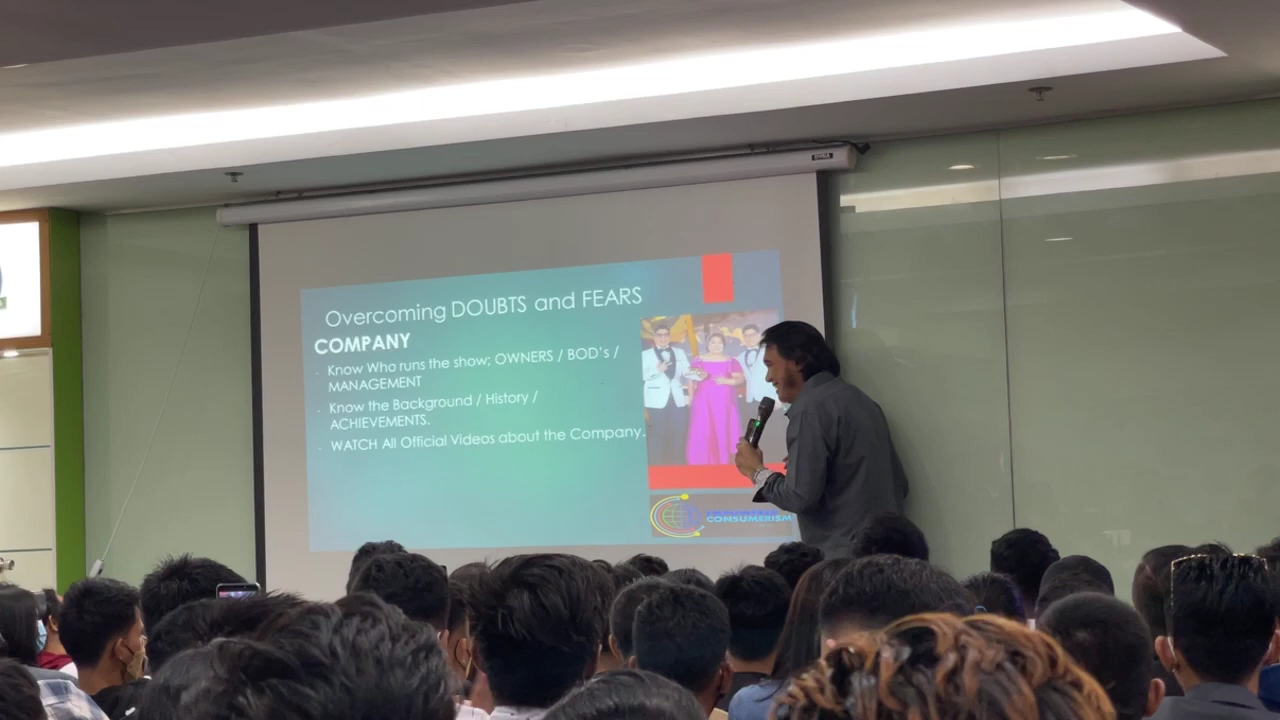 Overcoming DOUBTS and FEARS
COMPANY
Know Who runs the show; OWNERS / BOD's /
MANAGEMENT
Know the Background / History /
ACHIEVEMENTS.
WATCH All Official Videos about the Company.
CONSUMERISM